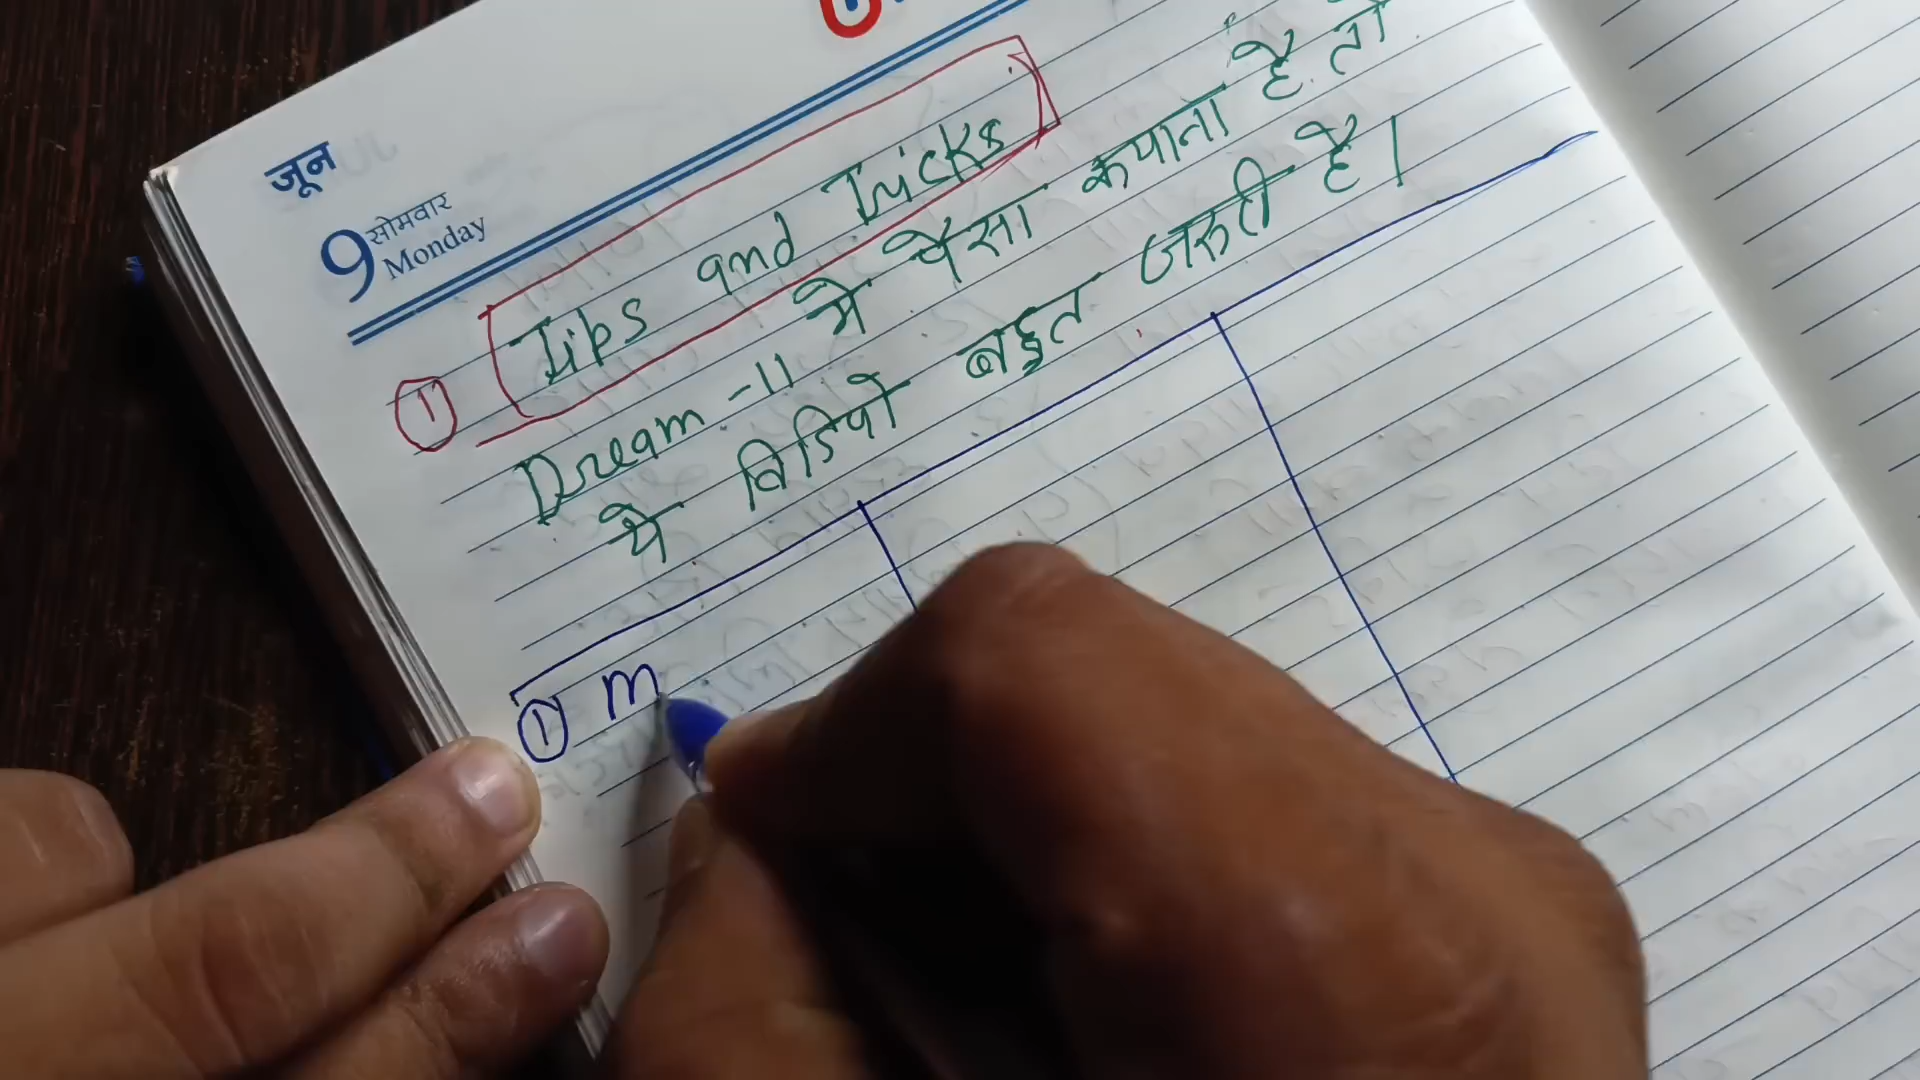 जून
9 सोमवार
Monday
① Tips and Tricks
Dream-11 मे पैसा कमाना है तो
ये विडियो बहुत जरुरी है।
① m